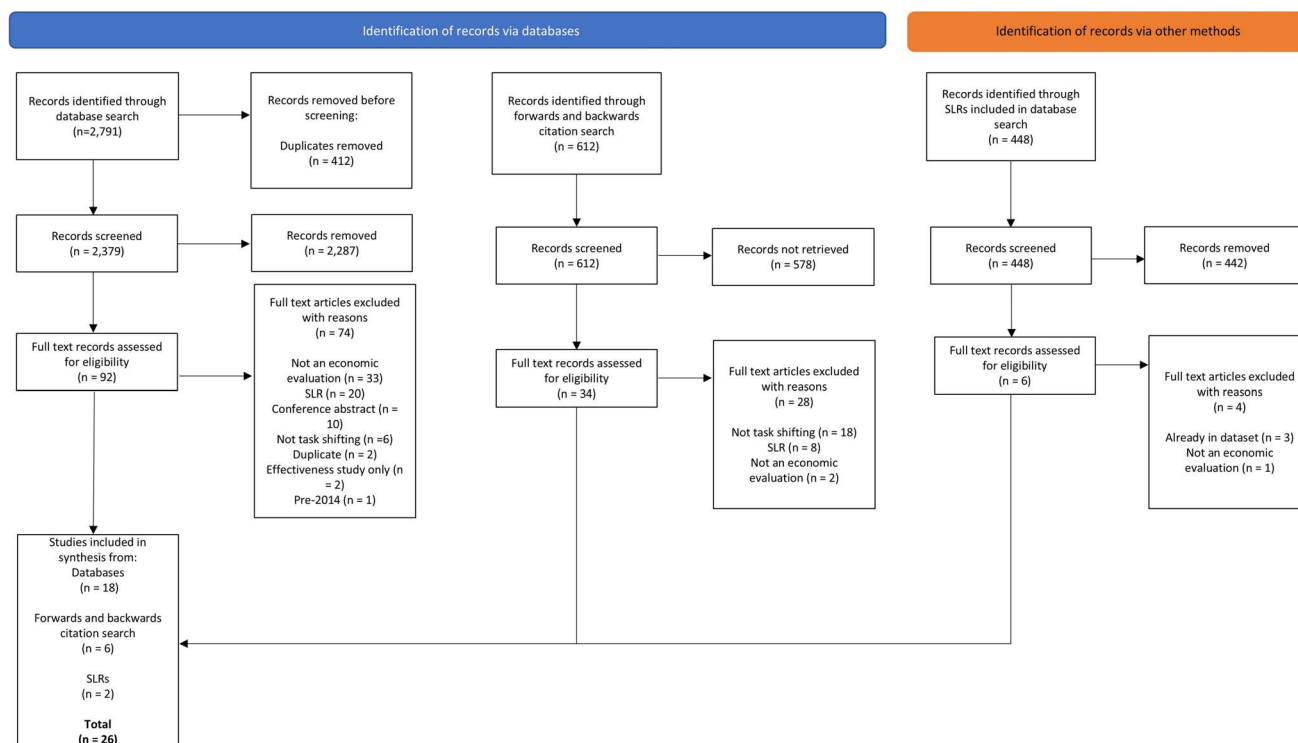 Identification of records via databases
Identification of records via other methods
Records identified through
database search
(n=2,791)
Records removed before
screening:
Duplicates removed
(n = 412)
Records identified through
forwards and backwards
citation search
(n = 612)
Records identified through
SLRs included in database
search
(n = 448)
Records screened
(n = 2,379)
Records removed
(n = 2,287)
Records screened
(n = 612)
Records not retrieved
(n = 578)
Records screened
(n = 448)
Records removed
(n = 442)
Full text records assessed
for eligibility
(n = 92)
Full text articles excluded
with reasons
(n = 74)
Not an economic
evaluation (n = 33)
SLR (n = 20)
Conference abstract (n =
10)
Not task shifting (n =6)
Duplicate (n = 2)
Effectiveness study only (n
= 2)
Pre-2014 (n = 1)
Full text records assessed
for eligibility
(n = 34)
Full text articles excluded
with reasons
(n = 28)
Not task shifting (n = 18)
SLR (n = 8)
Not an economic
evaluation (n = 2)
Full text records assessed
for eligibility
(n = 6)
Full text articles excluded
with reasons
(n = 4)
Already in dataset (n = 3)
Not an economic
evaluation (n = 1)
Studies included in
synthesis from:
Databases
(n = 18)
Forwards and backwards
citation search
(n = 6)
SLRs
(n = 2)
Total
(n = 26)